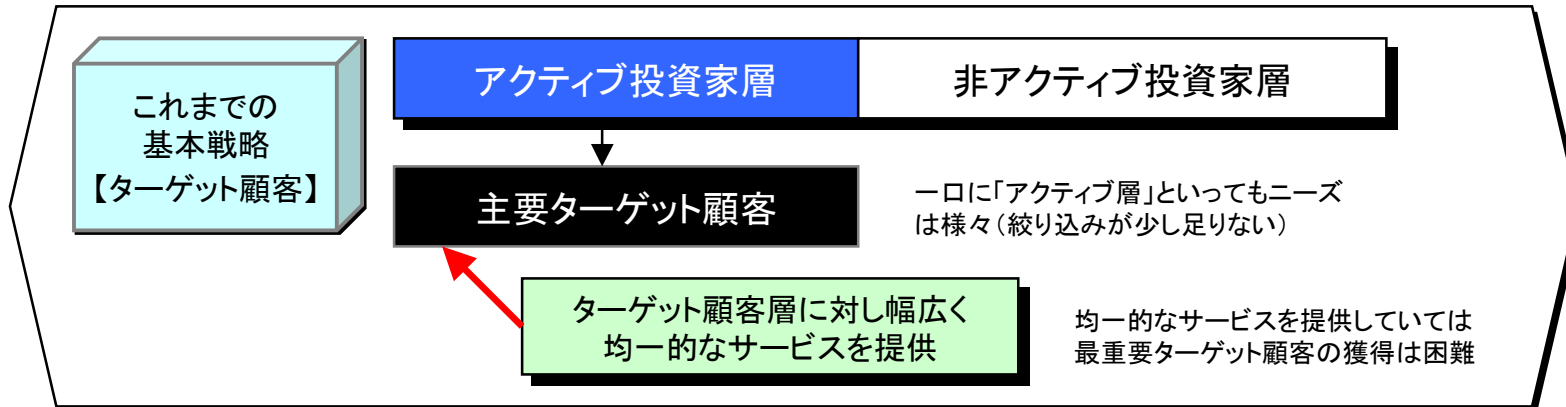 これまでの
基本戦略
【ターゲット顧客】
アクティブ投資家層
非アクティブ投資家層
主要ターゲット顧客
一口に「アクティブ層」といってもニーズ
は様々(絞り込みが少し足りない)
ターゲット顧客層に対し幅広く
均一的なサービスを提供
均一的なサービスを提供していては
最重要ターゲット顧客の獲得は困難